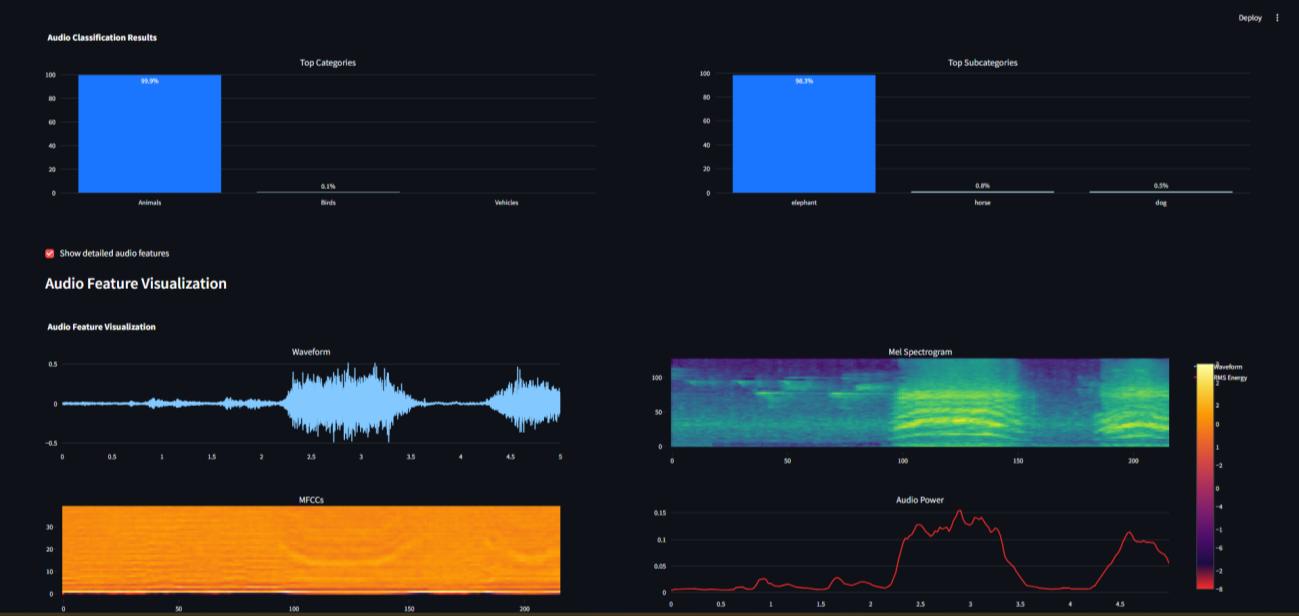 Deploy
Audio Classification Results
Top Categories
100
80
60
40
20
0
99.9%
0.1%
Animals
Birds
Vehicles
Top Subcategories
100
80
60
40
20
0
98.3%
0.8%
0.5%
elephant
horse
dog
Show detailed audio features
Audio Feature Visualization
Audio Feature Visualization
Waveform
0.5
0
−0.5
0 0.5 1 1.5 2 2.5 3 3.5 4 4.5 5
Mel Spectrogram
100
50
0
0 50 100 150 200
Waveform
RMS Energy
2
0
1
−2
0
−4
−1
−6
−2
−8
MFCCs
30
20
10
0
0 50 100 150 200
Audio Power
0.15
0.1
0.05
0
0 0.5 1 1.5 2 2.5 3 3.5 4 4.5